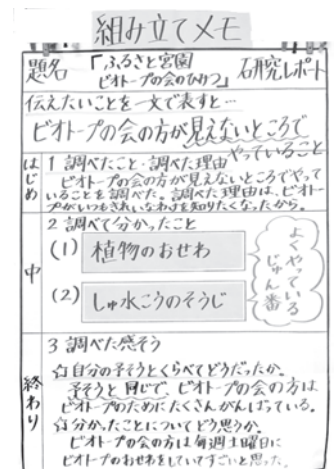 組み立てメモ
題名 「ふるさと宮園 ビオトープの会のひみつ」 研究レポート
伝えたいことを一文で表すと…
ビオトープの会の方が見えないところで
やっていること
はじめ
1 調べたこと・調べた理由
ビオトープの会の方が見えないところでやって
いることを調べた。調べた理由は、ビオトー
プがいつもきれいなわけを知りたくなったから。
中
2 調べて分かったこと
(1) 植物のおせわ
(2) しゅ水こうのそうじ
よくやっている
じゅん番
終わり
3 調べた感そう
☆自分の予そうとくらべてどうだったか。
予そうと同じで、ビオトープの会の方は
ビオトープのためにたくさんがんばっている。
☆分かったことについてどう思うか。
ビオトープの会の方は毎週土曜日に
ビオトープのおせわをしていてすごいと思った。